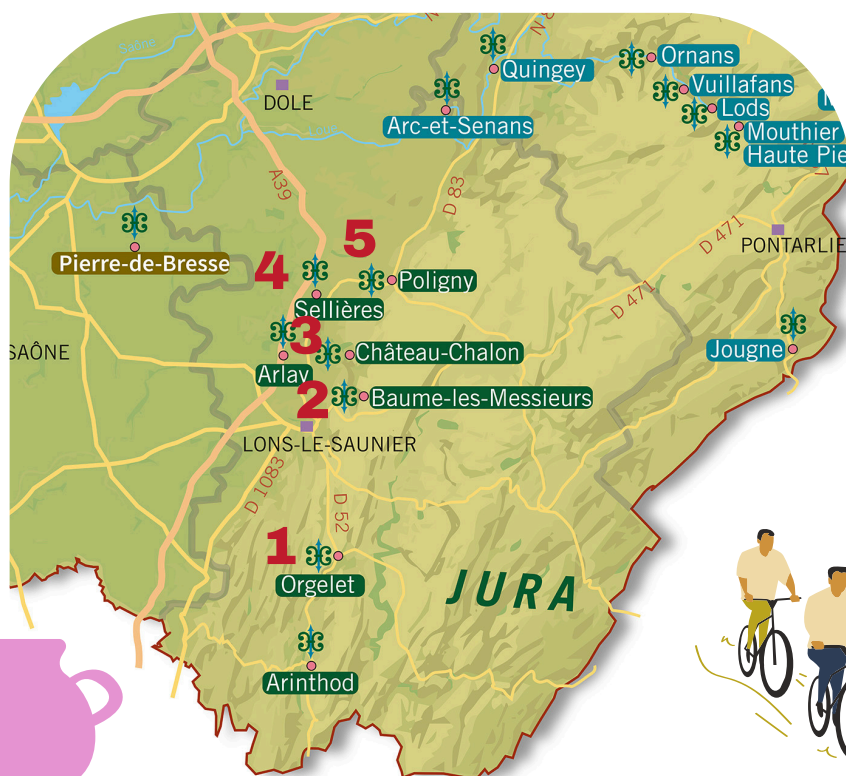 Saône
N
N 8
Ornans
Quingey
DOLE
Vuillafans
Lods
M
Arc-et-Senans
Mouthier
Haute Pie
A39
D 83
5
D 471
Pierre-de-Bresse
PONTARLIE
4
Poligny
D 471
Sellières
3
SAÔNE
Château-Chalon
Jougne
Arlay
2
Baume-les-Messieurs
LONS-LE-SAUNIER
D 1083
D 52
1
Orgelet
JURA
Arinthod